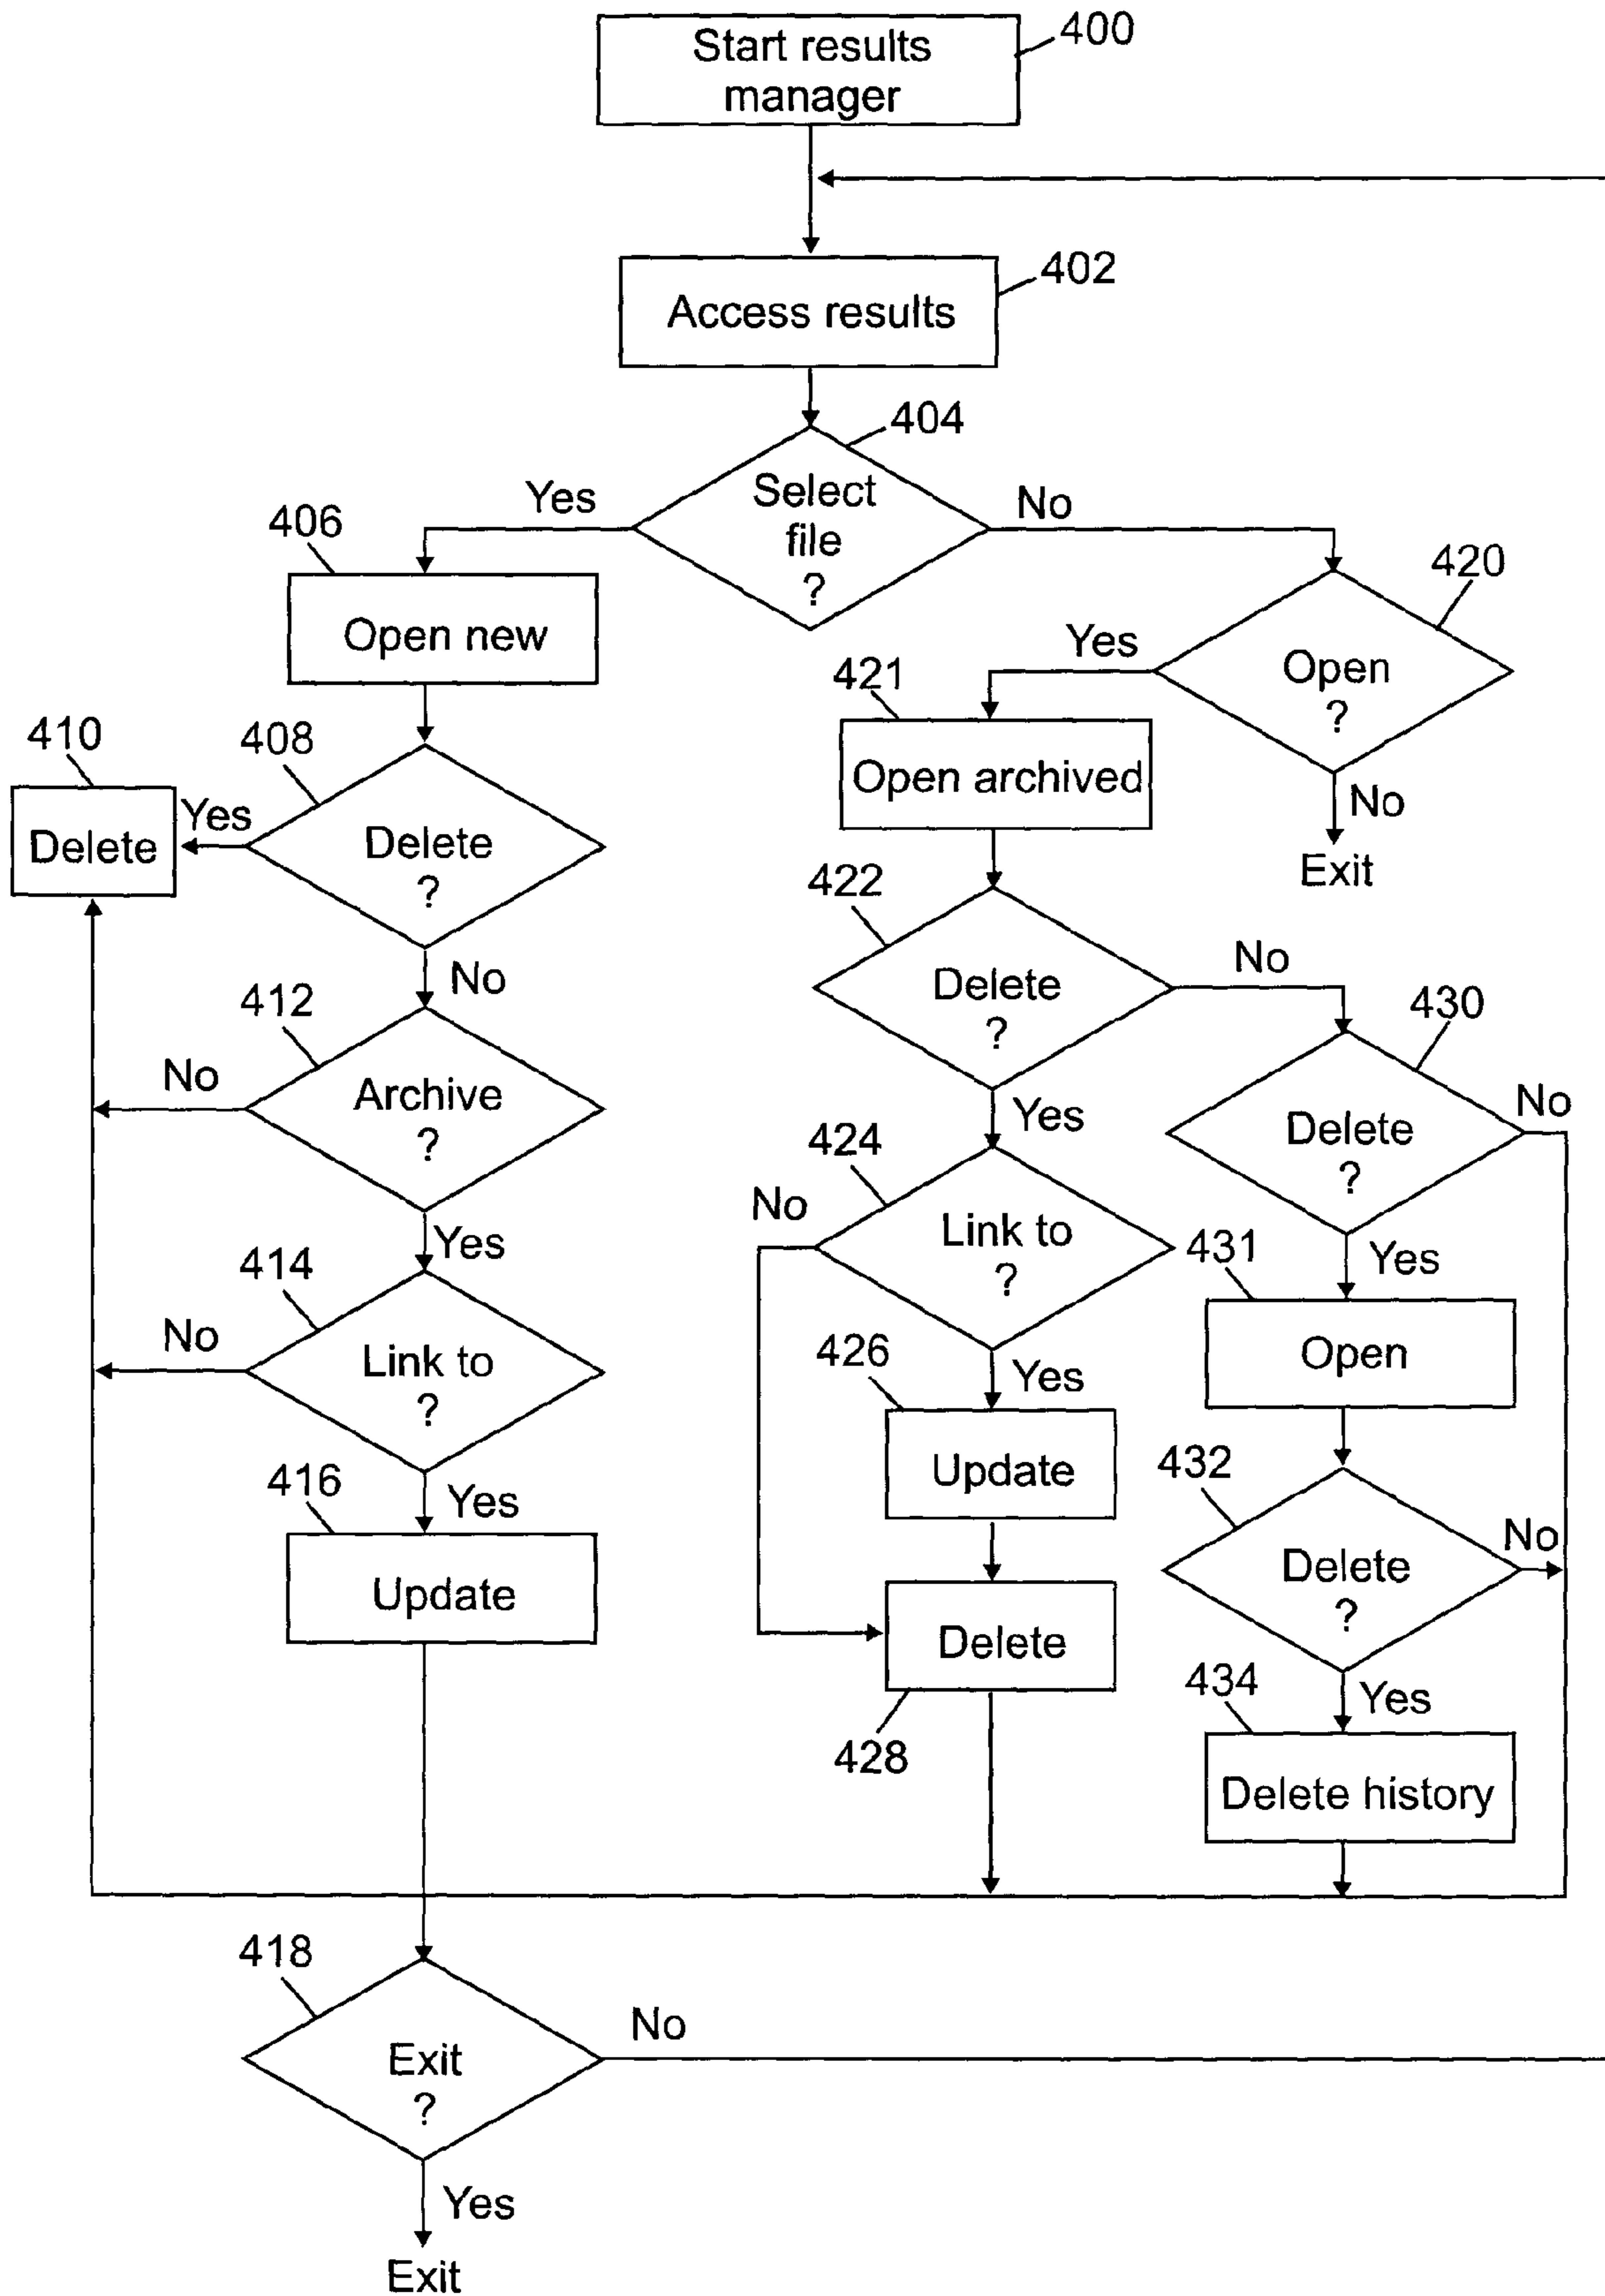 400
Start results
manager
402
Access results
404
Select
file
?
Yes
No
406
Open new
420
Open
?
Yes
421
Open archived
No
Exit
410
Delete
Yes
408
Delete
?
No
422
Delete
?
No
430
Delete
?
No
412
Archive
?
No
Yes
424
Link to
?
No
Yes
Yes
431
Open
414
Link to
?
No
Yes
426
Update
432
Delete
?
No
416
Update
Delete
428
Yes
434
Delete history
418
Exit
?
No
Yes
Yes
Exit